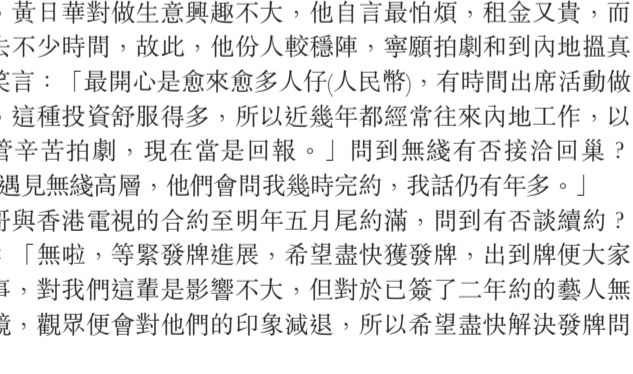 ，黃日華對做生意興趣不大，他自言最怕煩，租金又貴，而
去不少時間，故此，他份人較穩陣，寧願拍劇和到內地搵真
笑言：「最開心是愈來愈多人仔(人民幣)，有時間出席活動做
，這種投資舒服得多，所以近幾年都經常往來內地工作，以
管辛苦拍劇，現在當是回報。」問到無綫有否接洽回巢？
遇見無綫高層，他們會問我幾時完約，我話仍有年多。」
哥與香港電視的合約至明年五月尾約滿，問到有否談續約？
：「無啦，等緊發牌進展，希望盡快獲發牌，出到牌便大家
事，對我們這輩是影響不大，但對於已簽了二年約的藝人無
鏡，觀眾便會對他們的印象減退，所以希望盡快解決發牌問